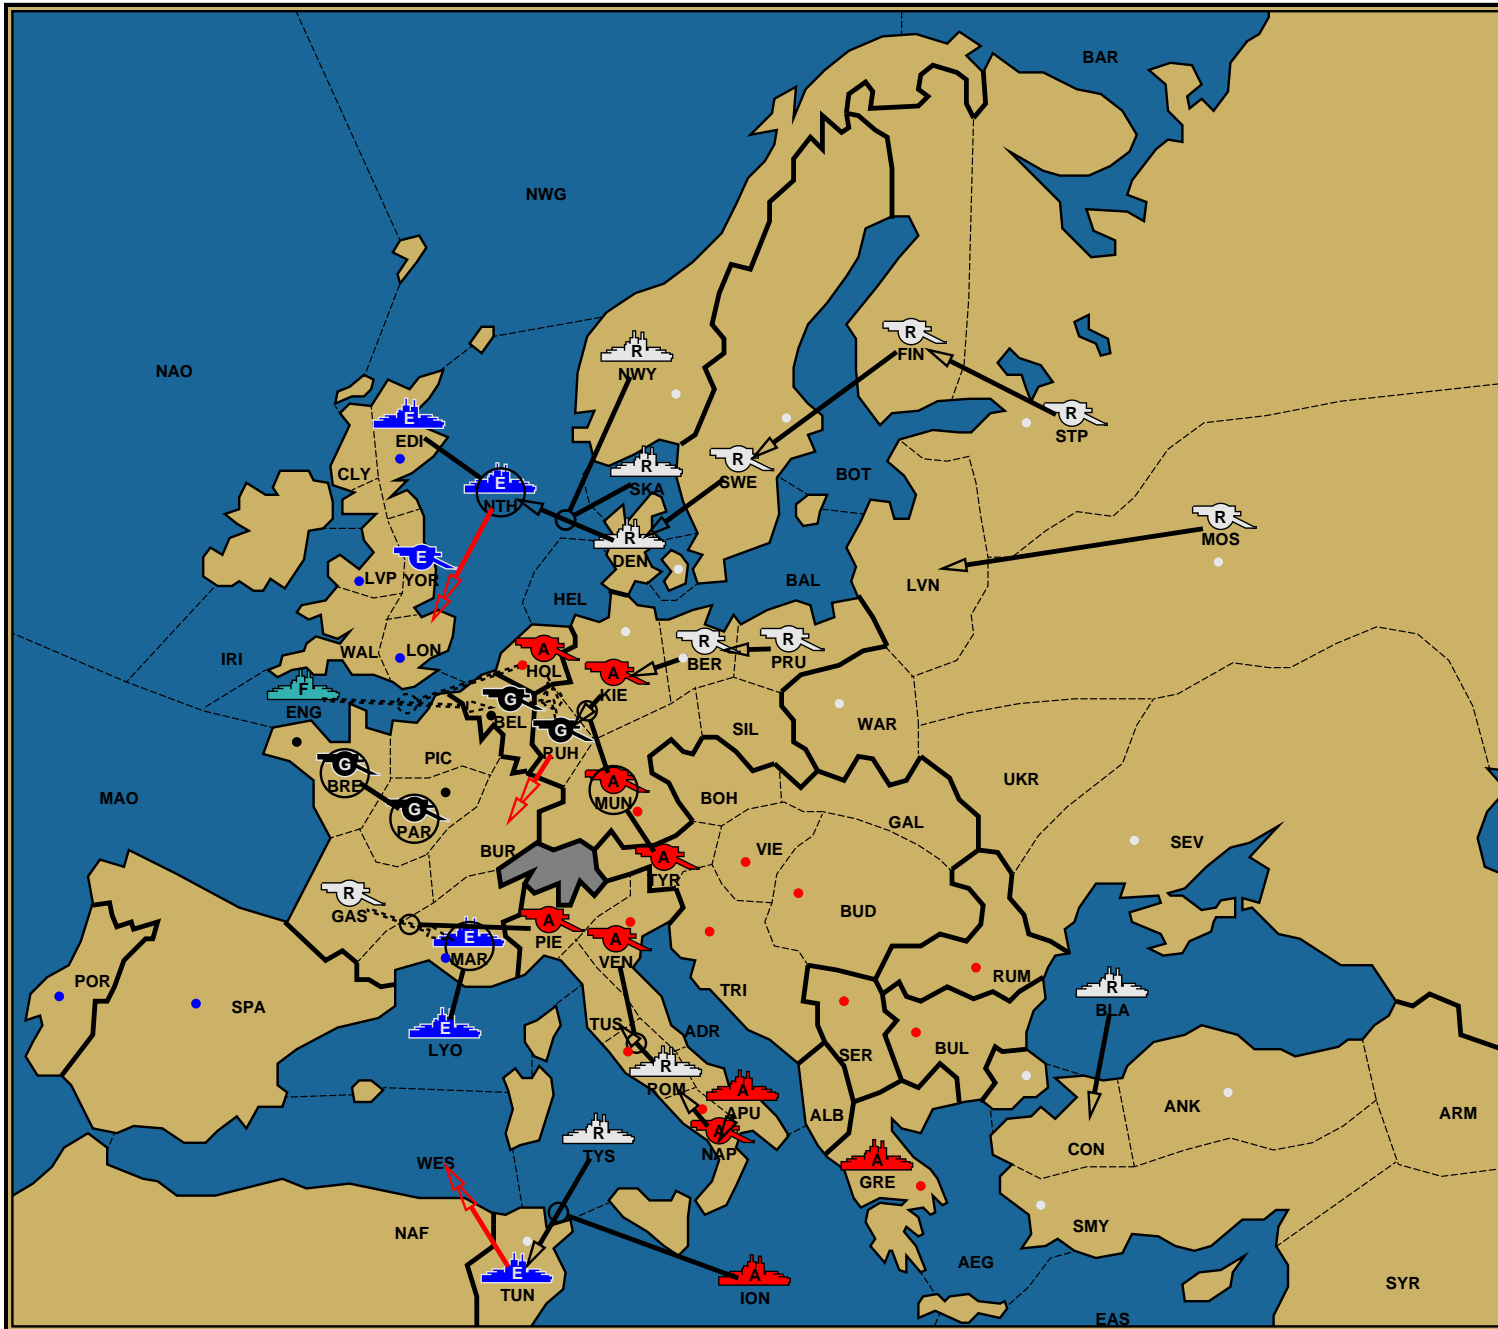 BAR
NWG
NAO
R
NWY
R
FIN
R
STP
E
EDI
CLY
E
NTH
R
SKA
R
SWE
BOT
R
MOS
E
YOR
LVP
R
DEN
LVN
BAL
HEL
IRI
WAL
LON
A
HOL
A
KIE
R
BER
R
PRU
F
ENG
G
BEL
G
RUH
WAR
SIL
PIC
G
BRE
MAO
G
PAR
A
MUN
BOH
UKR
GAL
SEV
BUR
VIE
A
TYR
R
GAS
BUD
A
PIE
A
VEN
E
MAR
POR
SPA
TRI
RUM
R
BLA
E
LYO
TUS
ADR
SER
BUL
R
ROM
A
APU
ALB
ANK
ARM
R
TYS
A
NAP
CON
WES
A
GRE
NAF
SMY
AEG
E
TUN
A
ION
SYR
EAS